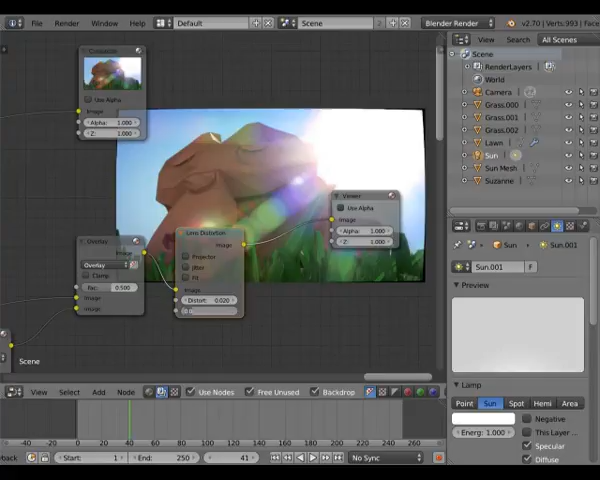 File Render Window Help Default Scene Blender Render v2.70 | Verts:993 | Face
View Search All Scenes
Scene
RenderLayers
World
Camera
Grass.000
Grass.001
Grass.002
Lawn
Sun
Sun Mesh
Suzanne
Use Alpha
Image
Alpha: 1.000
Z: 1.000
Viewer
Use Alpha
Image
Alpha: 1.000
Z: 1.000
Overlay
Image
Overlay
Clamp
Fac: 0.500
Image
Image
Lens Distortion
Image
Projector
Jitter
Fit
Image
Distort: 0.020
Scene
Sun Sun.001
Sun.001 F
Preview
Lamp
Point Sun Spot Hemi Area
Negative
Energ: 1.000 This Layer...
Specular
Diffuse
View Select Add Node Use Nodes Free Unused Backdrop
-40 -20 0 20 40 60 80 100 120 140 160 180 200 220 240 260
yback Start: 1 End: 250 41 No Sync